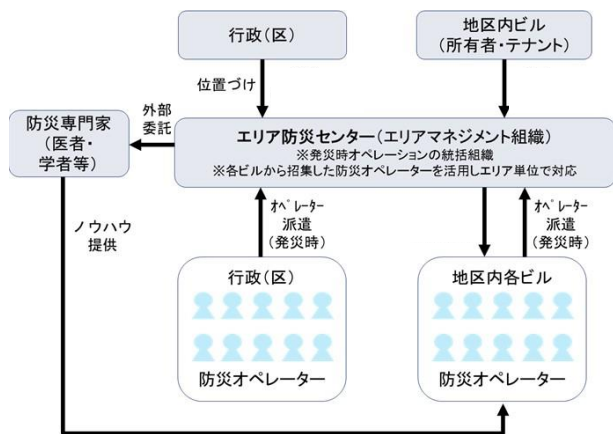 行政(区)
地区内ビル
(所有者・テナント)
位置づけ
外部
委託
防災専門家
(医者・
学者等)
エリア防災センター(エリアマネジメント組織)
※発災時オペレーションの統括組織
※各ビルから招集した防災オペレーターを活用しエリア単位で対応
ノウハウ
提供
ｵﾍﾟﾚｰﾀｰ
派遣
(発災時)
ｵﾍﾟﾚｰﾀｰ
派遣
(発災時)
行政(区)
防災オペレーター
地区内各ビル
防災オペレーター